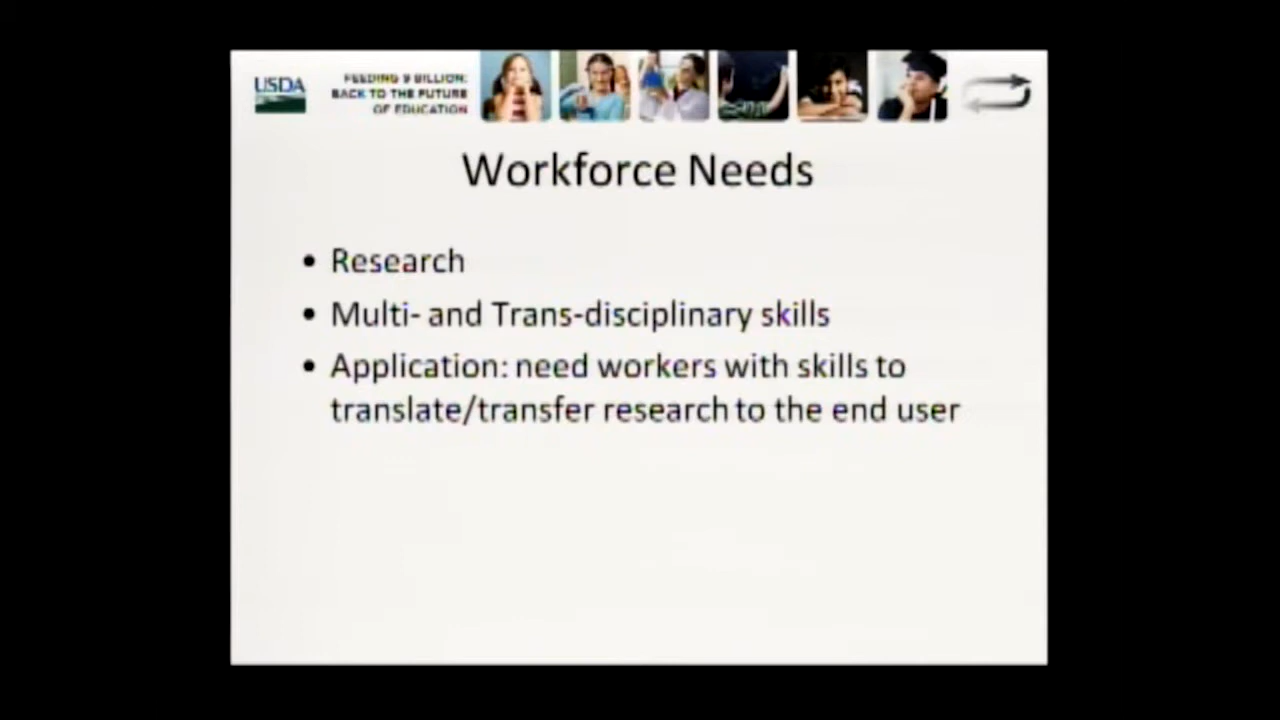 USDA
FEEDING 9 BILLION:
BACK TO THE FUTURE
OF EDUCATION
Workforce Needs
• Research
• Multi- and Trans-disciplinary skills
• Application: need workers with skills to
translate/transfer research to the end user